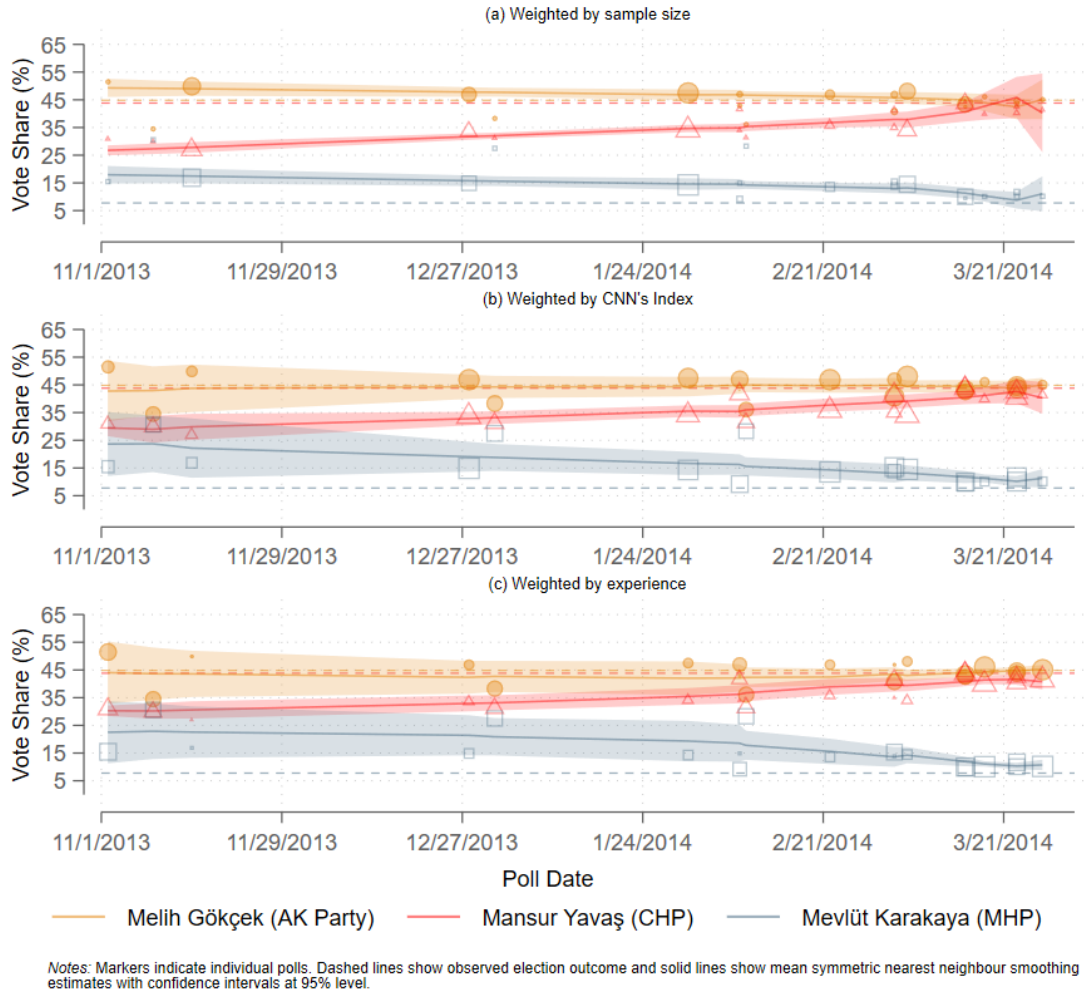 (a) Weighted by sample size
Vote Share (%)
65
55
45
35
25
15
5
11/1/2013 11/29/2013 12/27/2013 1/24/2014 2/21/2014 3/21/2014
(b) Weighted by CNN's Index
Vote Share (%)
65
55
45
35
25
15
5
11/1/2013 11/29/2013 12/27/2013 1/24/2014 2/21/2014 3/21/2014
(c) Weighted by experience
Vote Share (%)
65
55
45
35
25
15
5
11/1/2013 11/29/2013 12/27/2013 1/24/2014 2/21/2014 3/21/2014
Poll Date
Melih Gökçek (AK Party) Mansur Yavaş (CHP) Mevlüt Karakaya (MHP)
Notes: Markers indicate individual polls. Dashed lines show observed election outcome and solid lines show mean symmetric nearest neighbour smoothing
estimates with confidence intervals at 95% level.